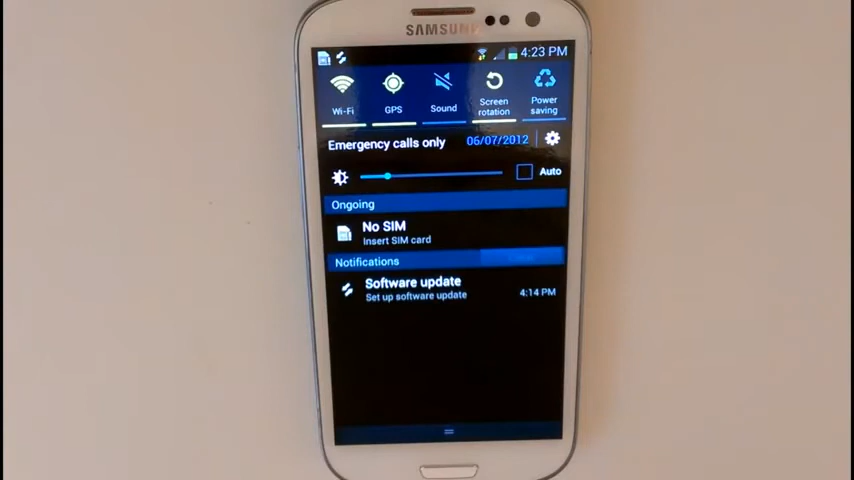 SAMSUNG
4:23 PM
Wi-Fi
GPS
Sound
Screen rotation
Power saving
Emergency calls only 06/07/2012
Auto
Ongoing
No SIM
Insert SIM card
Notifications
Software update
Set up software update 4:14 PM